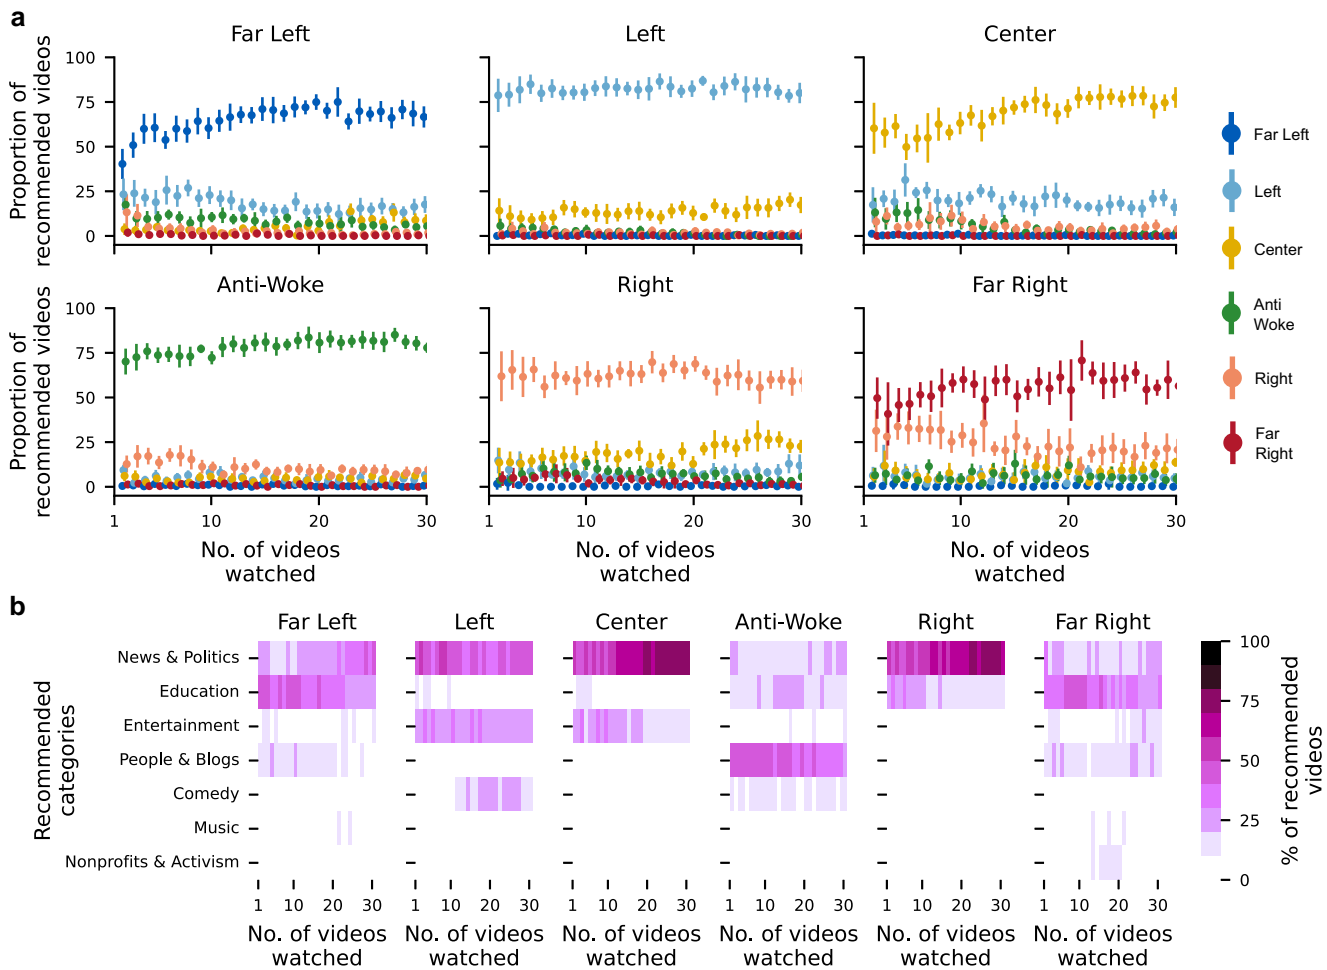 a
Far Left
Left
Center
Proportion of
recommended videos
100
75
50
25
0
Far Left
Left
Center
Anti
Woke
Right
Far
Right
Anti-Woke
Right
Far Right
Proportion of
recommended videos
100
75
50
25
0
1 10 20 30
1 10 20 30
1 10 20 30
No. of videos
watched
No. of videos
watched
No. of videos
watched
b
Far Left
Left
Center
Anti-Woke
Right
Far Right
Recommended
categories
News & Politics
Education
Entertainment
People & Blogs
Comedy
Music
Nonprofits & Activism
1 10 20 30
1 10 20 30
1 10 20 30
1 10 20 30
1 10 20 30
1 10 20 30
No. of videos
watched
No. of videos
watched
No. of videos
watched
No. of videos
watched
No. of videos
watched
No. of videos
watched
100
75
50
25
0
% of recommended
videos